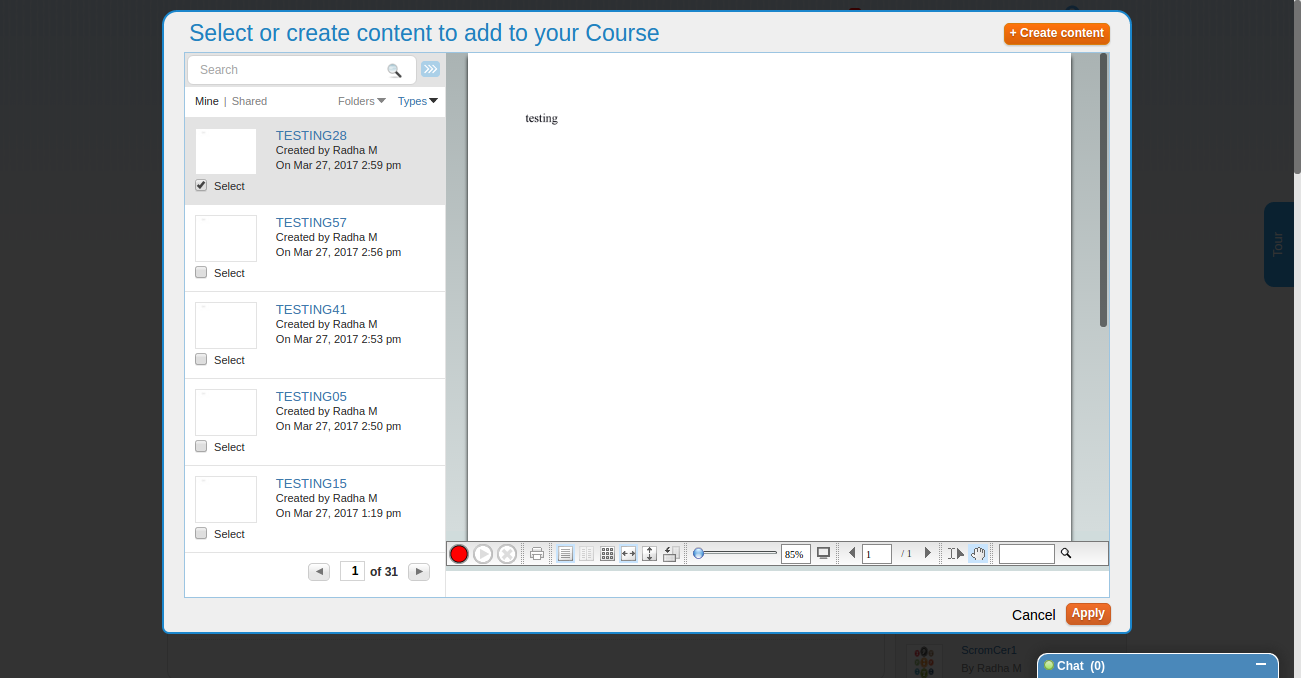 Select or create content to add to your Course
+ Create content
Search
Mine | Shared
Folders
Types
TESTING28
Created by Radha M
On Mar 27, 2017 2:59 pm
Select
TESTING57
Created by Radha M
On Mar 27, 2017 2:56 pm
Select
TESTING41
Created by Radha M
On Mar 27, 2017 2:53 pm
Select
TESTING05
Created by Radha M
On Mar 27, 2017 2:50 pm
Select
TESTING15
Created by Radha M
On Mar 27, 2017 1:19 pm
Select
1 of 31
testing
85%
1 / 1
Cancel
Apply
Tour
ScromCer1
By Radha M
Chat (0)